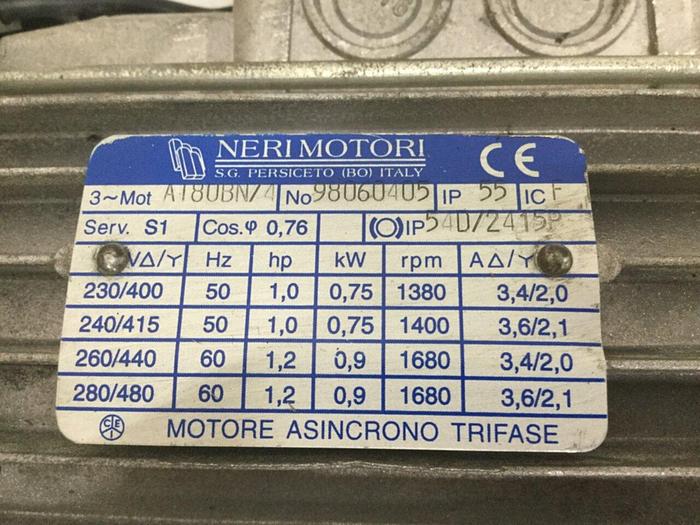 NERI MOTORI
S.G. PERSICETO (BO) ITALY
CE
3~Mot AT80BN/4 No 98060405 IP 55 IC F
Serv. S1 Cos.φ 0,76 IP54D/2415P
VΔ/Y Hz hp kW rpm AΔ/Y
230/400 50 1,0 0,75 1380 3,4/2,0
240/415 50 1,0 0,75 1400 3,6/2,1
260/440 60 1,2 0,9 1680 3,4/2,0
280/480 60 1,2 0,9 1680 3,6/2,1
MOTORE ASINCRONO TRIFASE